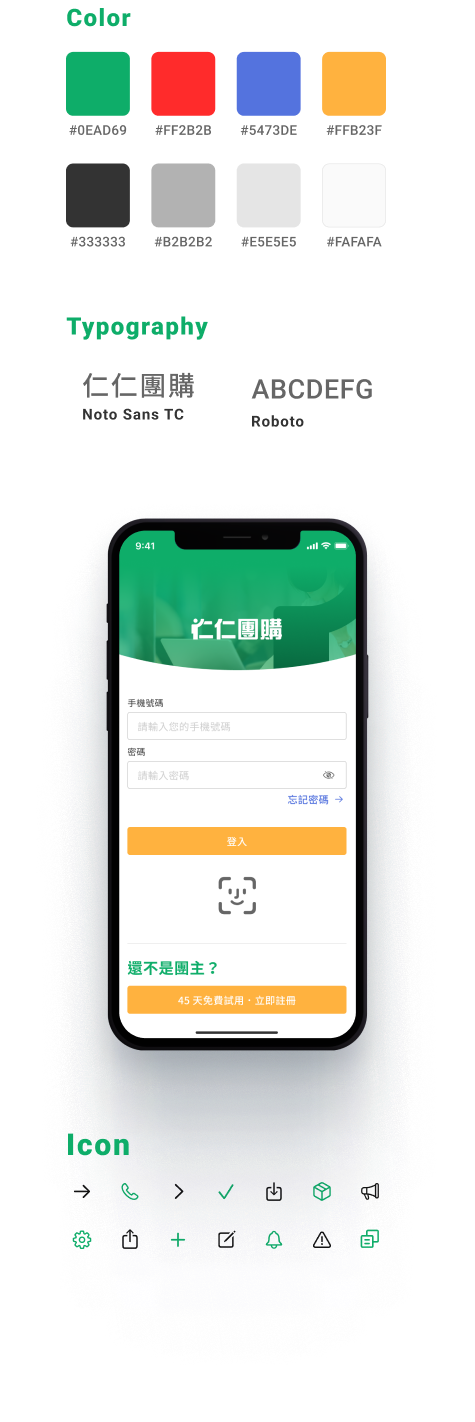 Color
#0EAD69 #FF2B2B #5473DE #FFB23F
#333333 #B2B2B2 #E5E5E5 #FAFAFA
Typography
仁仁團購
Noto Sans TC
ABCDEFG
Roboto
9:41
仁仁團購
手機號碼
請輸入您的手機號碼
密碼
請輸入密碼
忘記密碼 →
登入
還不是團主？
45 天免費試用・立即註冊
Icon